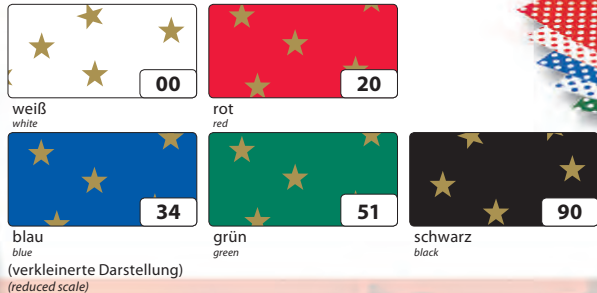 00
20
weiß
white
rot
red
34
51
90
blau
blue
grün
green
schwarz
black
(verkleinerte Darstellung)
(reduced scale)